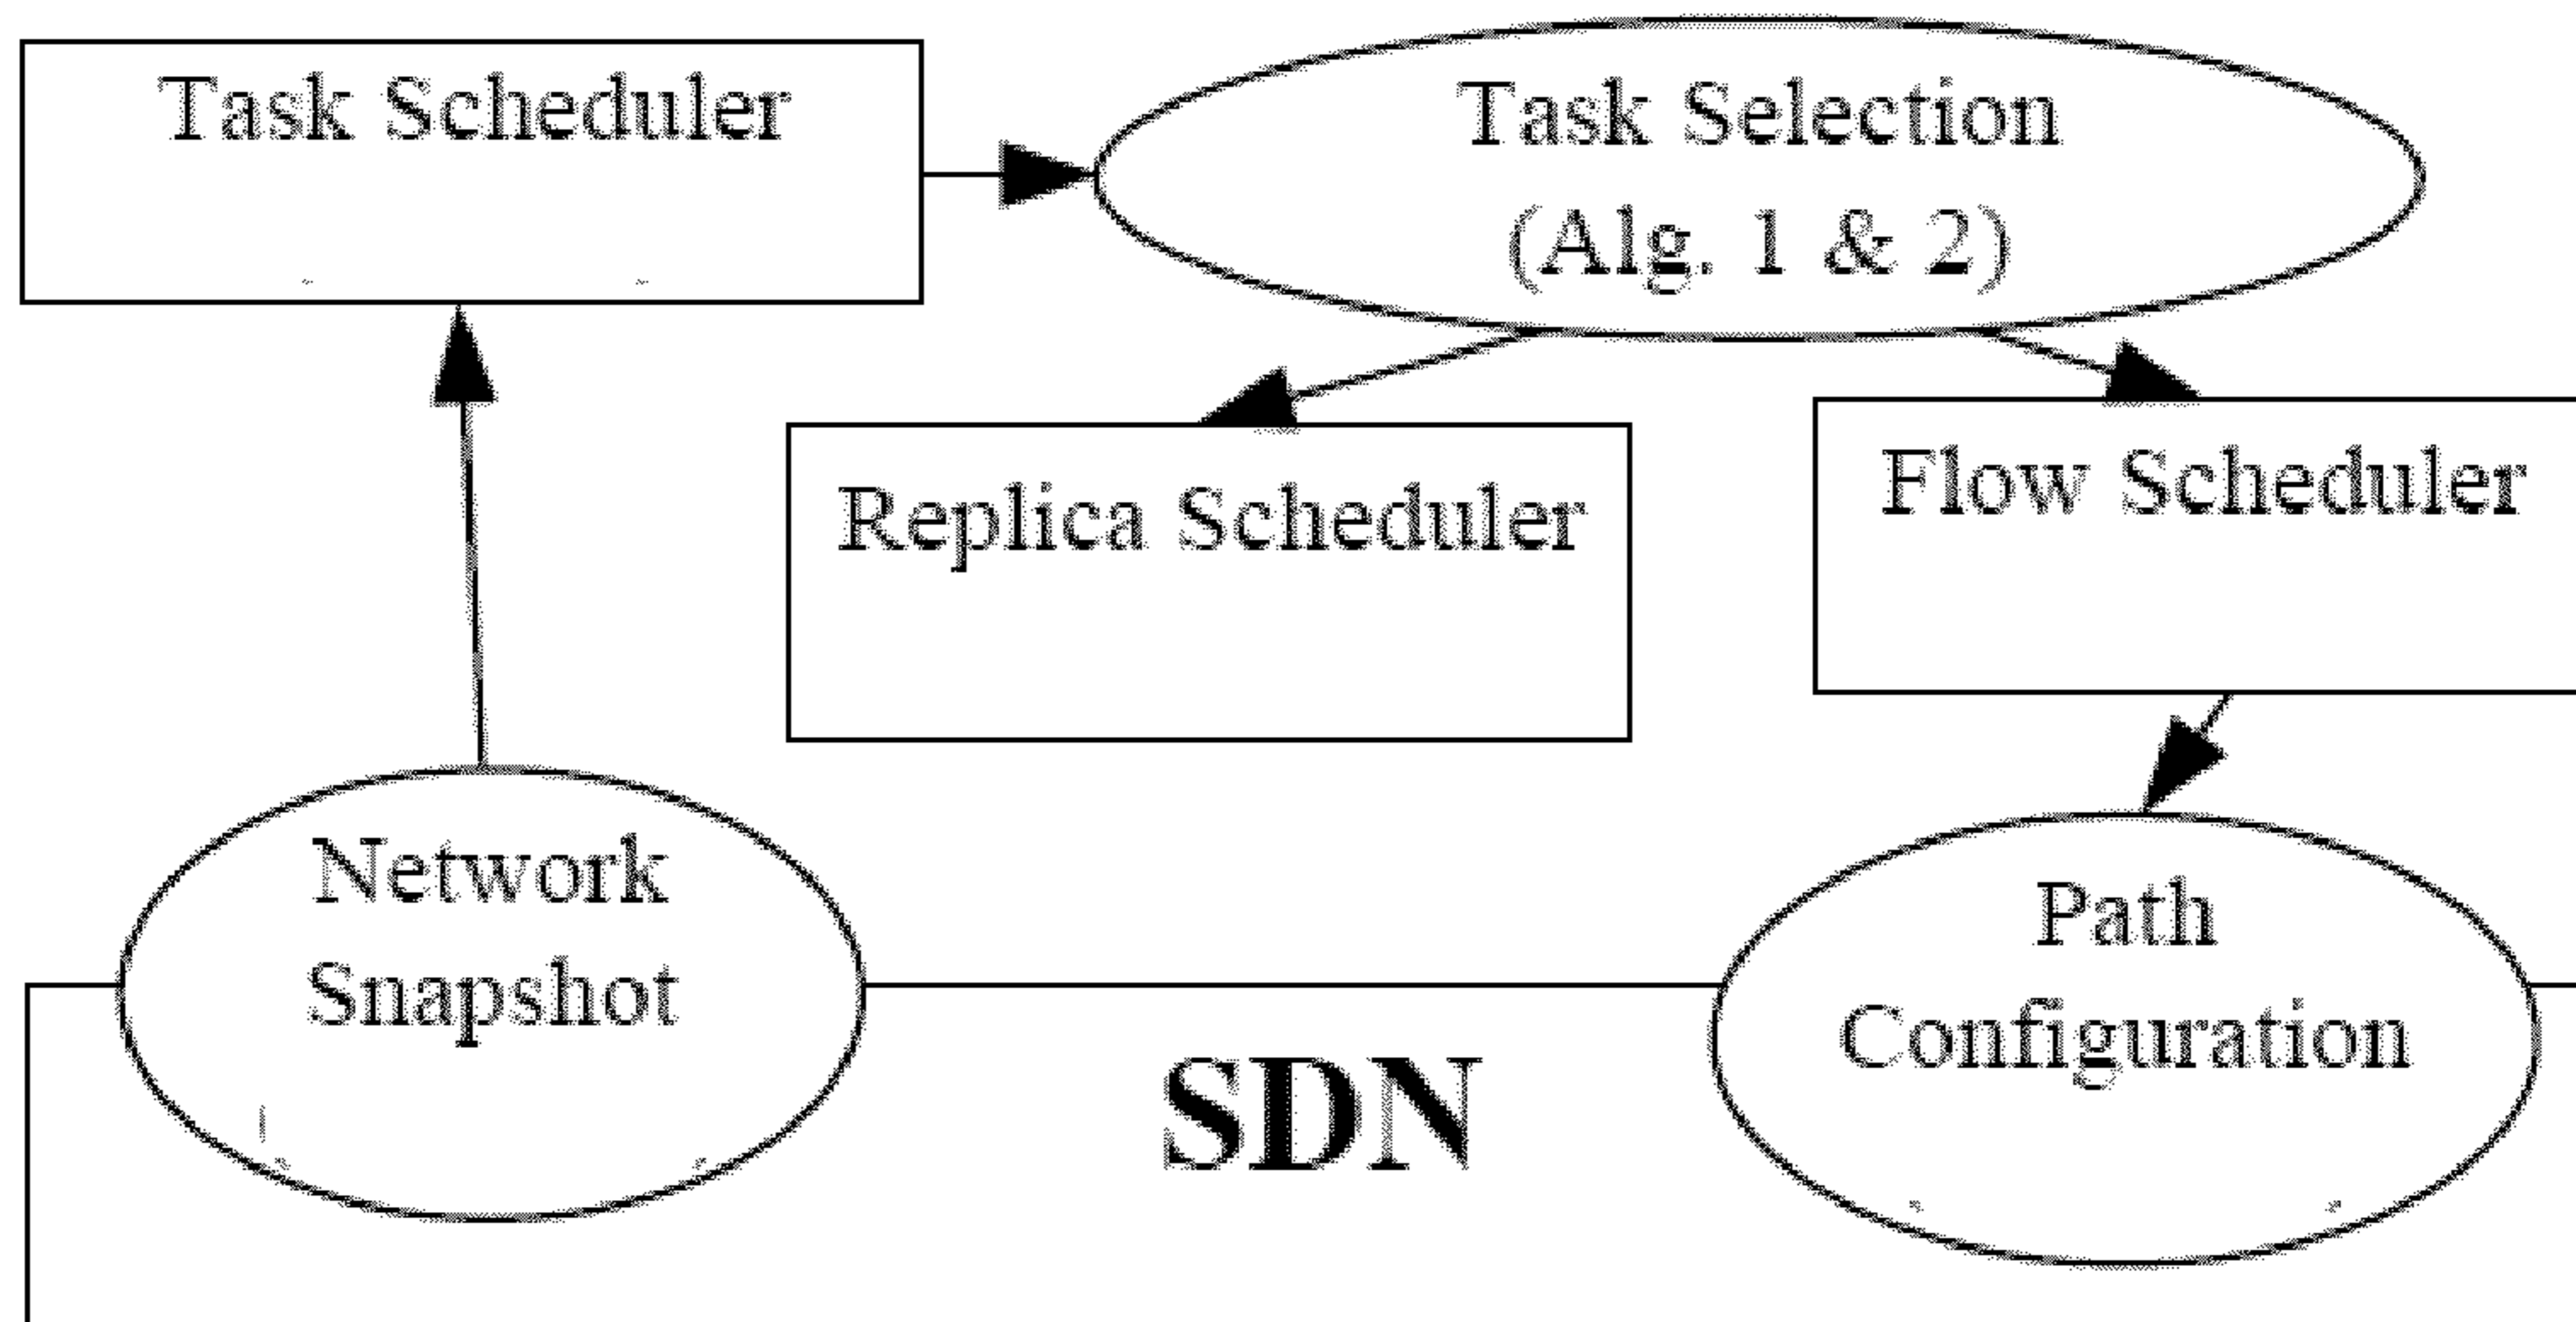 Task Scheduler
Task Selection
(Alg. 1 & 2)
Replica Scheduler
Flow Scheduler
Network
Snapshot
Path
Configuration
SDN